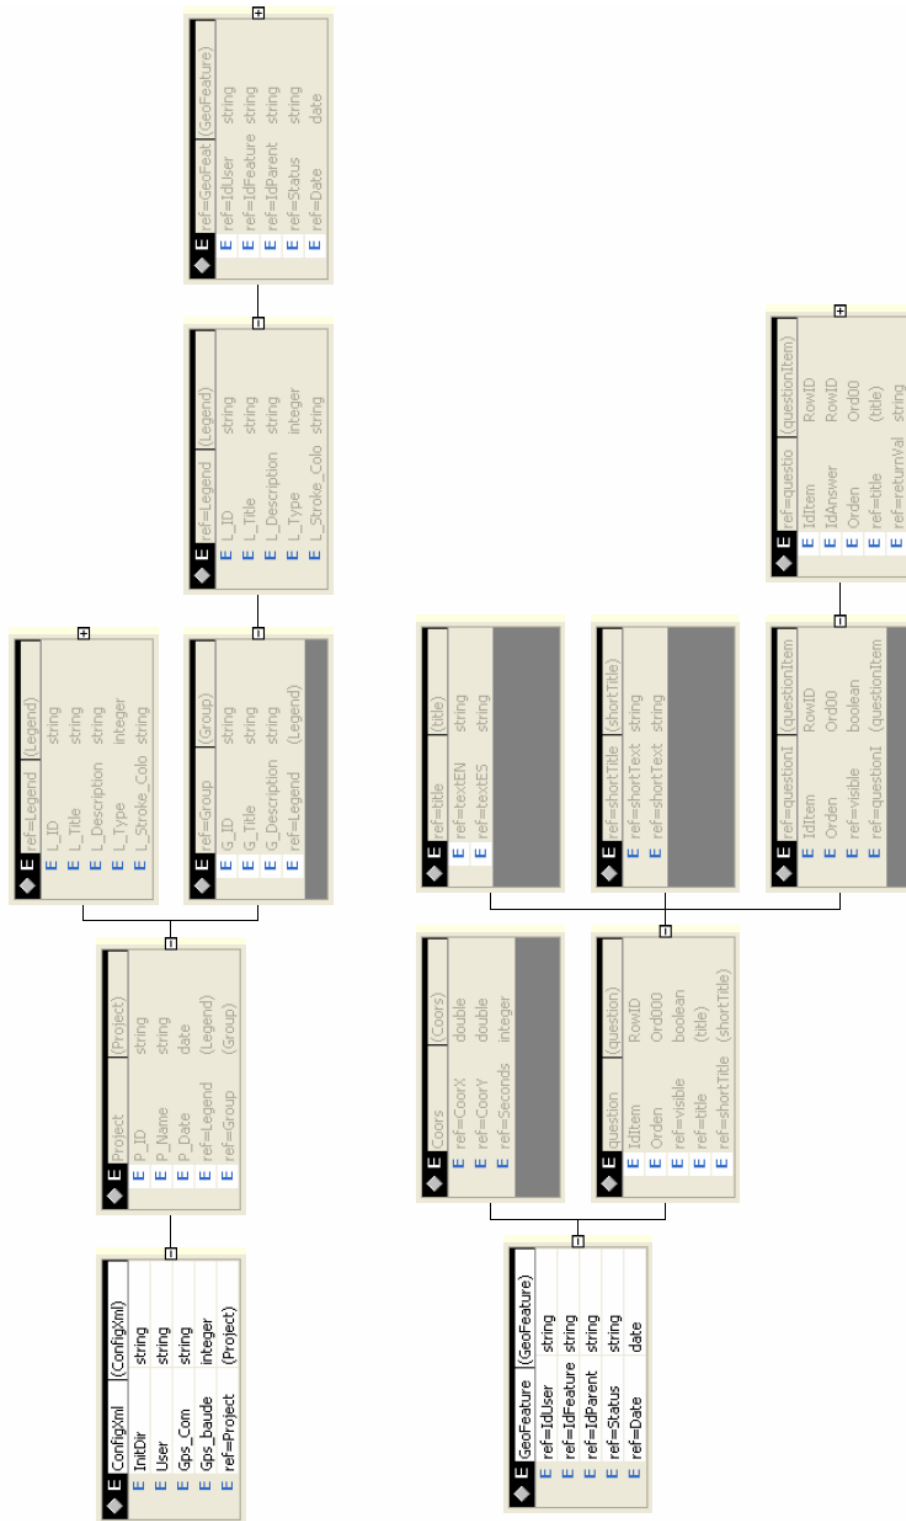 E ConfigXml (ConfigXml)
E InitDir string
E User string
E Gps_Com string
E Gps_baude integer
E ref=Project (Project)
E Project (Project)
E P_ID string
E P_Name string
E P_Date date
E ref=Legend (Legend)
E ref=Group (Group)
E ref=Legend (Legend)
E L_ID string
E L_Title string
E L_Description string
E L_Type integer
E L_Stroke_Colo string
E ref=Group (Group)
E G_ID string
E G_Title string
E G_Description string
E ref=Legend (Legend)
E ref=Legend (Legend)
E L_ID string
E L_Title string
E L_Description string
E L_Type integer
E L_Stroke_Colo string
E ref=GeoFeat (GeoFeature)
E ref=IdUser string
E ref=IdFeature string
E ref=IdParent string
E ref=Status string
E ref=Date date
E GeoFeature (GeoFeature)
E ref=IdUser string
E ref=IdFeature string
E ref=IdParent string
E ref=Status string
E ref=Date date
E Coors (Coors)
E ref=CoorX double
E ref=CoorY double
E ref=Seconds integer
E question (question)
E IdItem RowID
E Orden Ord000
E ref=visible boolean
E ref=title (title)
E ref=shortTitle (shortTitle)
E ref=title (title)
E ref=textEN string
E ref=textES string
E ref=shortTitle (shortTitle)
E ref=shortText string
E ref=shortText string
E ref=questionI (questionItem
E IdItem RowID
E Orden Ord00
E ref=visible boolean
E ref=questionI (questionItem
E ref=questio (questionItem)
E IdItem RowID
E IdAnswer RowID
E Orden Ord00
E ref=title (title)
E ref=returnVal string